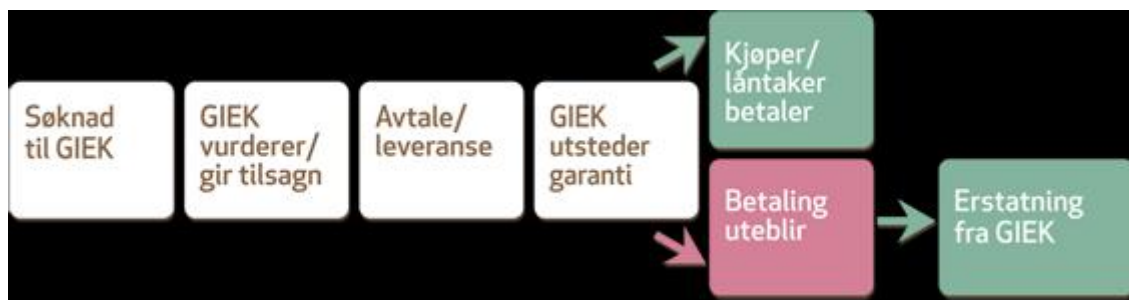 Søknad
til GIEK
GIEK
vurderer/
gir tilsagn
Avtale/
leveranse
GIEK
utsteder
garanti
Kjøper/
låntaker
betaler
Betaling
uteblir
Erstatning
fra GIEK